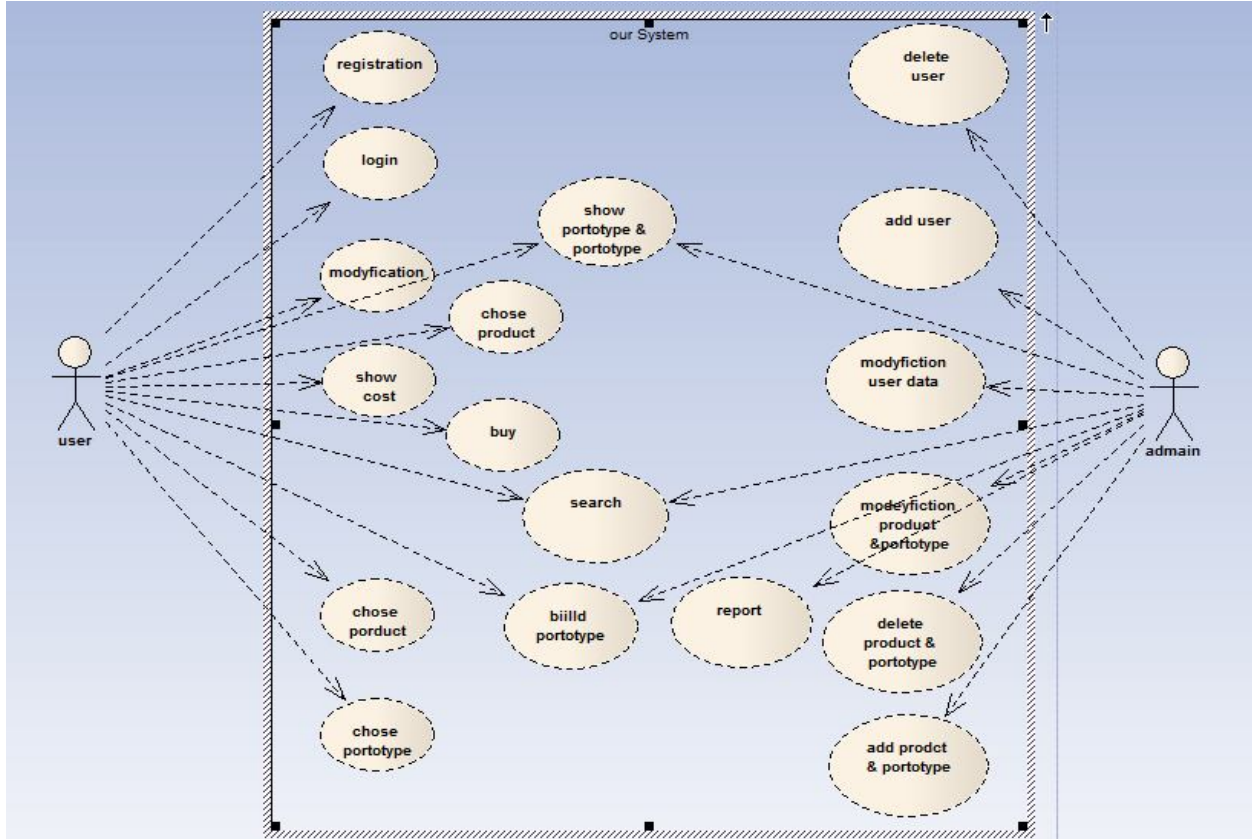 our System
registration
delete
user
login
show
portotype &
portotype
add user
modyfication
chose
product
modyfiction
user data
show
cost
buy
user
admain
search
modeyfiction
product
&portotype
chose
porduct
biilld
portotype
report
delete
product &
portotype
chose
portotype
add prodct
& portotype